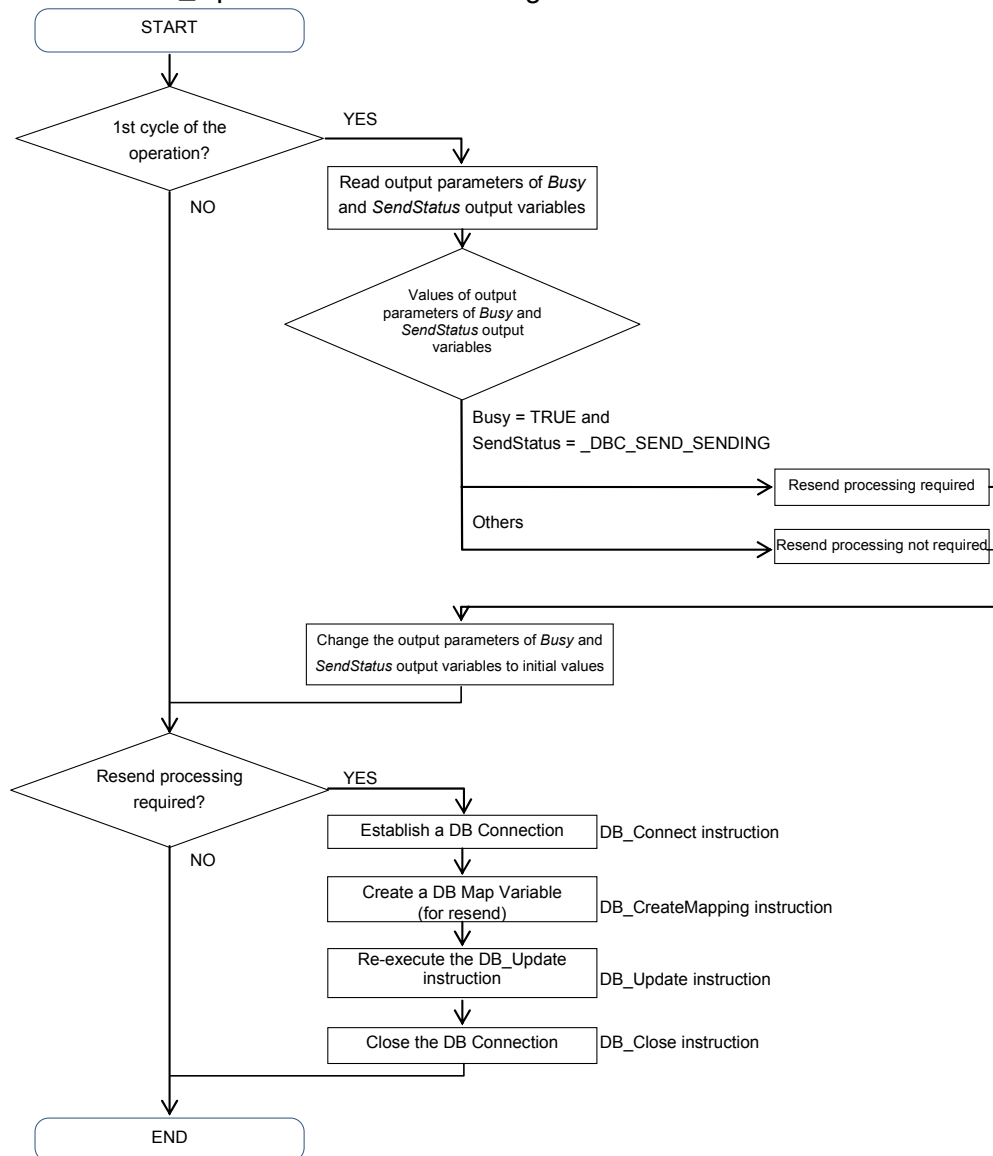 START
1st cycle of the
operation?
YES
NO
Read output parameters of Busy
and SendStatus output variables
Values of output
parameters of Busy and
SendStatus output
variables
Busy = TRUE and
SendStatus = _DBC_SEND_SENDING
Resend processing required
Others
Resend processing not required
Change the output parameters of Busy and
SendStatus output variables to initial values
Resend processing
required?
YES
NO
Establish a DB Connection
DB_Connect instruction
Create a DB Map Variable
(for resend)
DB_CreateMapping instruction
Re-execute the DB_Update
instruction
DB_Update instruction
Close the DB Connection
DB_Close instruction
END